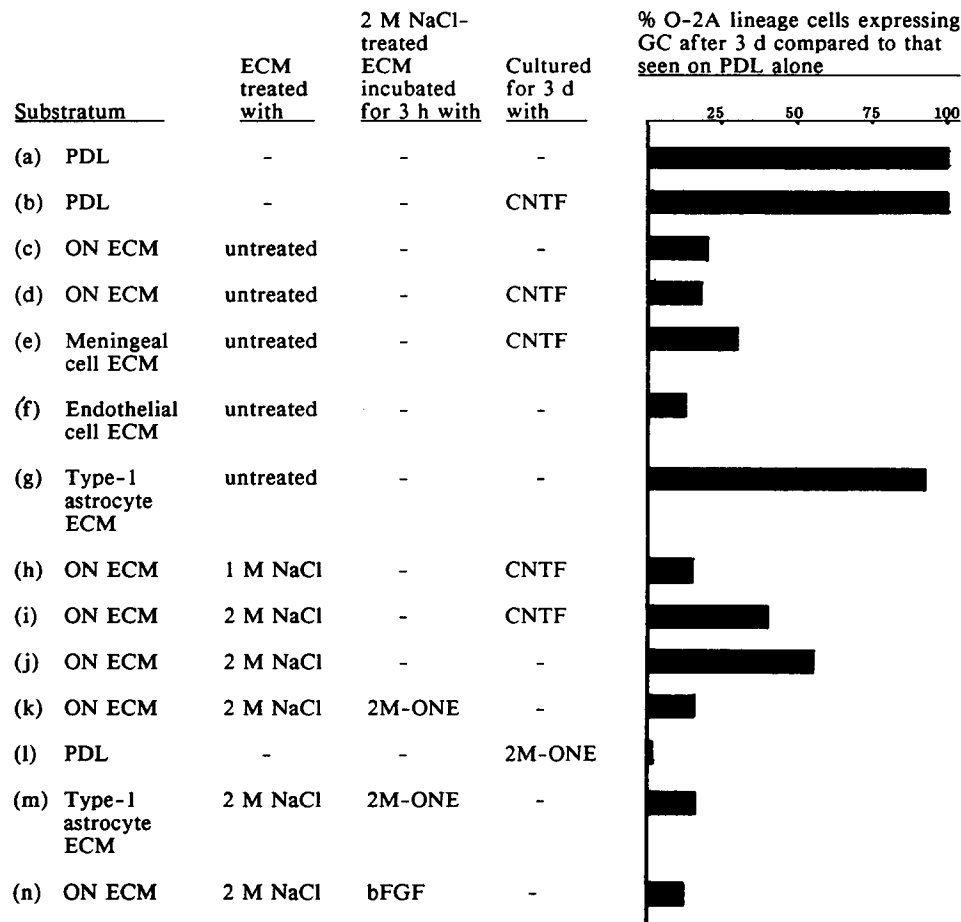 2 M NaCl-
treated
ECM
incubated
for 3 h with
ECM
treated
with
Cultured
for 3 d
with
% O-2A lineage cells expressing
GC after 3 d compared to that
seen on PDL alone
Substratum
25 50 75 100
(a) PDL - - -
(b) PDL - - CNTF
(c) ON ECM untreated - -
(d) ON ECM untreated - CNTF
(e) Meningeal untreated - CNTF
cell ECM
(f) Endothelial untreated - -
cell ECM
(g) Type-1 untreated - -
astrocyte
ECM
(h) ON ECM 1 M NaCl - CNTF
(i) ON ECM 2 M NaCl - CNTF
(j) ON ECM 2 M NaCl - -
(k) ON ECM 2 M NaCl 2M-ONE -
(l) PDL - - 2M-ONE
(m) Type-1 2 M NaCl 2M-ONE -
astrocyte
ECM
(n) ON ECM 2 M NaCl bFGF -